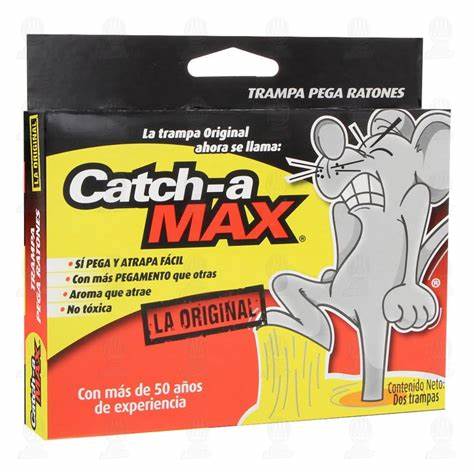 TRAMPA PEGA RATONES
La trampa Original
ahora se llama:
Catch-a
MAX®
• SÍ PEGA Y ATRAPA FÁCIL
• Con más PEGAMENTO que otras
• Aroma que atrae
• No tóxica
LA ORIGINAL
®
Con más de 50 años
de experiencia
Contenido Neto:
Dos trampas
LA ORIGINAL
TRAMPA
PEGA RATONES
Catch-a
MAX